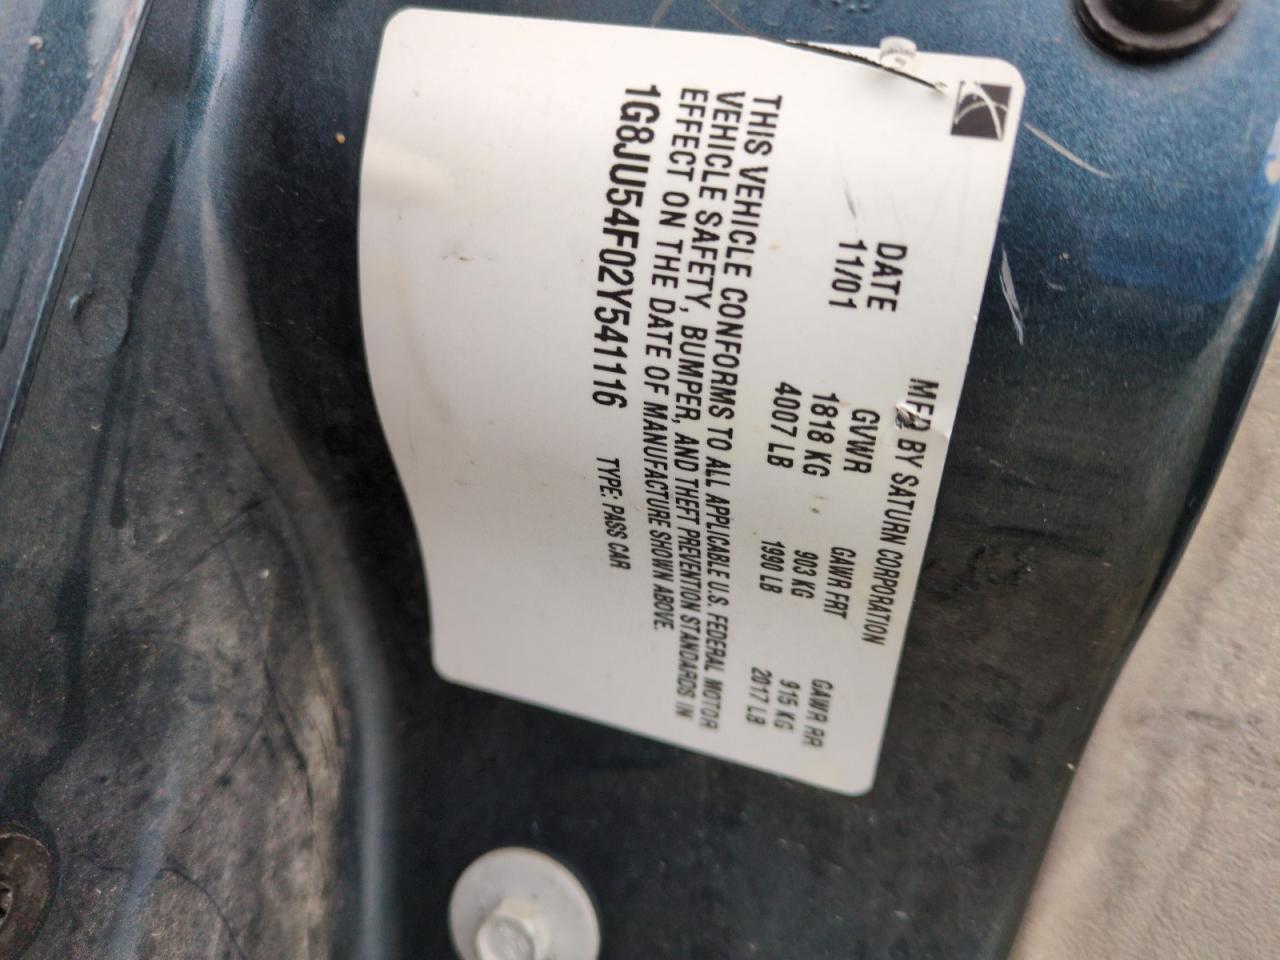 MFD BY SATURN CORPORATION
DATE GVWR GAWR FRT GAWR RR
11/01 1818 KG 903 KG 915 KG
4007 LB 1990 LB 2017 LB
THIS VEHICLE CONFORMS TO ALL APPLICABLE U.S. FEDERAL MOTOR
VEHICLE SAFETY, BUMPER, AND THEFT PREVENTION STANDARDS IN
EFFECT ON THE DATE OF MANUFACTURE SHOWN ABOVE.
1G8JU54F02Y541116 TYPE: PASS CAR